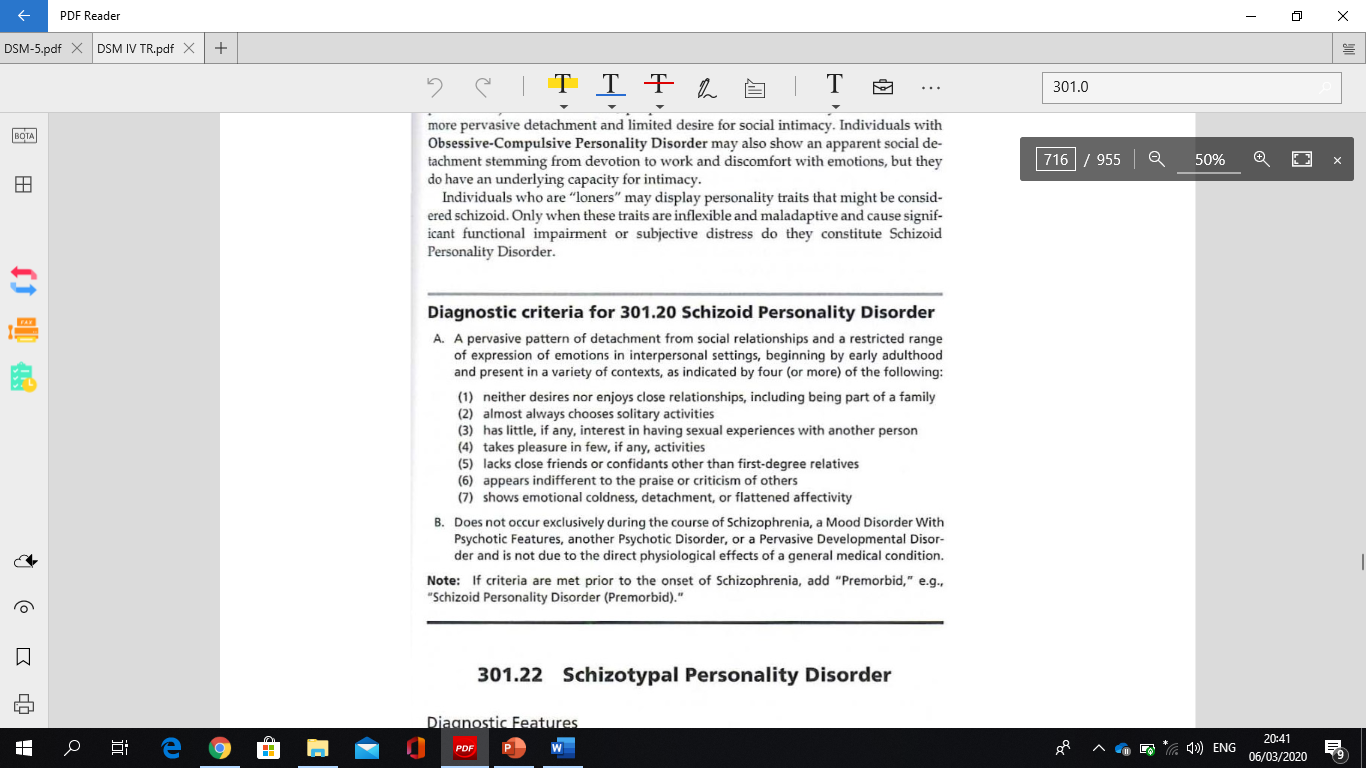 PDF Reader
DSM-5.pdf
DSM IV TR.pdf
T T T T
301.0
BOTA
716 / 955 50%
more pervasive detachment and limited desire for social intimacy. Individuals with
Obsessive-Compulsive Personality Disorder may also show an apparent social de-
tachment stemming from devotion to work and discomfort with emotions, but they
do have an underlying capacity for intimacy.
Individuals who are “loners” may display personality traits that might be consid-
ered schizoid. Only when these traits are inflexible and maladaptive and cause signif-
icant functional impairment or subjective distress do they constitute Schizoid
Personality Disorder.
Diagnostic criteria for 301.20 Schizoid Personality Disorder
A. A pervasive pattern of detachment from social relationships and a restricted range
of expression of emotions in interpersonal settings, beginning by early adulthood
and present in a variety of contexts, as indicated by four (or more) of the following:
(1) neither desires nor enjoys close relationships, including being part of a family
(2) almost always chooses solitary activities
(3) has little, if any, interest in having sexual experiences with another person
(4) takes pleasure in few, if any, activities
(5) lacks close friends or confidants other than first-degree relatives
(6) appears indifferent to the praise or criticism of others
(7) shows emotional coldness, detachment, or flattened affectivity
B. Does not occur exclusively during the course of Schizophrenia, a Mood Disorder With
Psychotic Features, another Psychotic Disorder, or a Pervasive Developmental Disor-
der and is not due to the direct physiological effects of a general medical condition.
Note: If criteria are met prior to the onset of Schizophrenia, add “Premorbid,” e.g.,
“Schizoid Personality Disorder (Premorbid).”
301.22 Schizotypal Personality Disorder
Diagnostic Features
PDF
ENG
20:41
06/03/2020
9